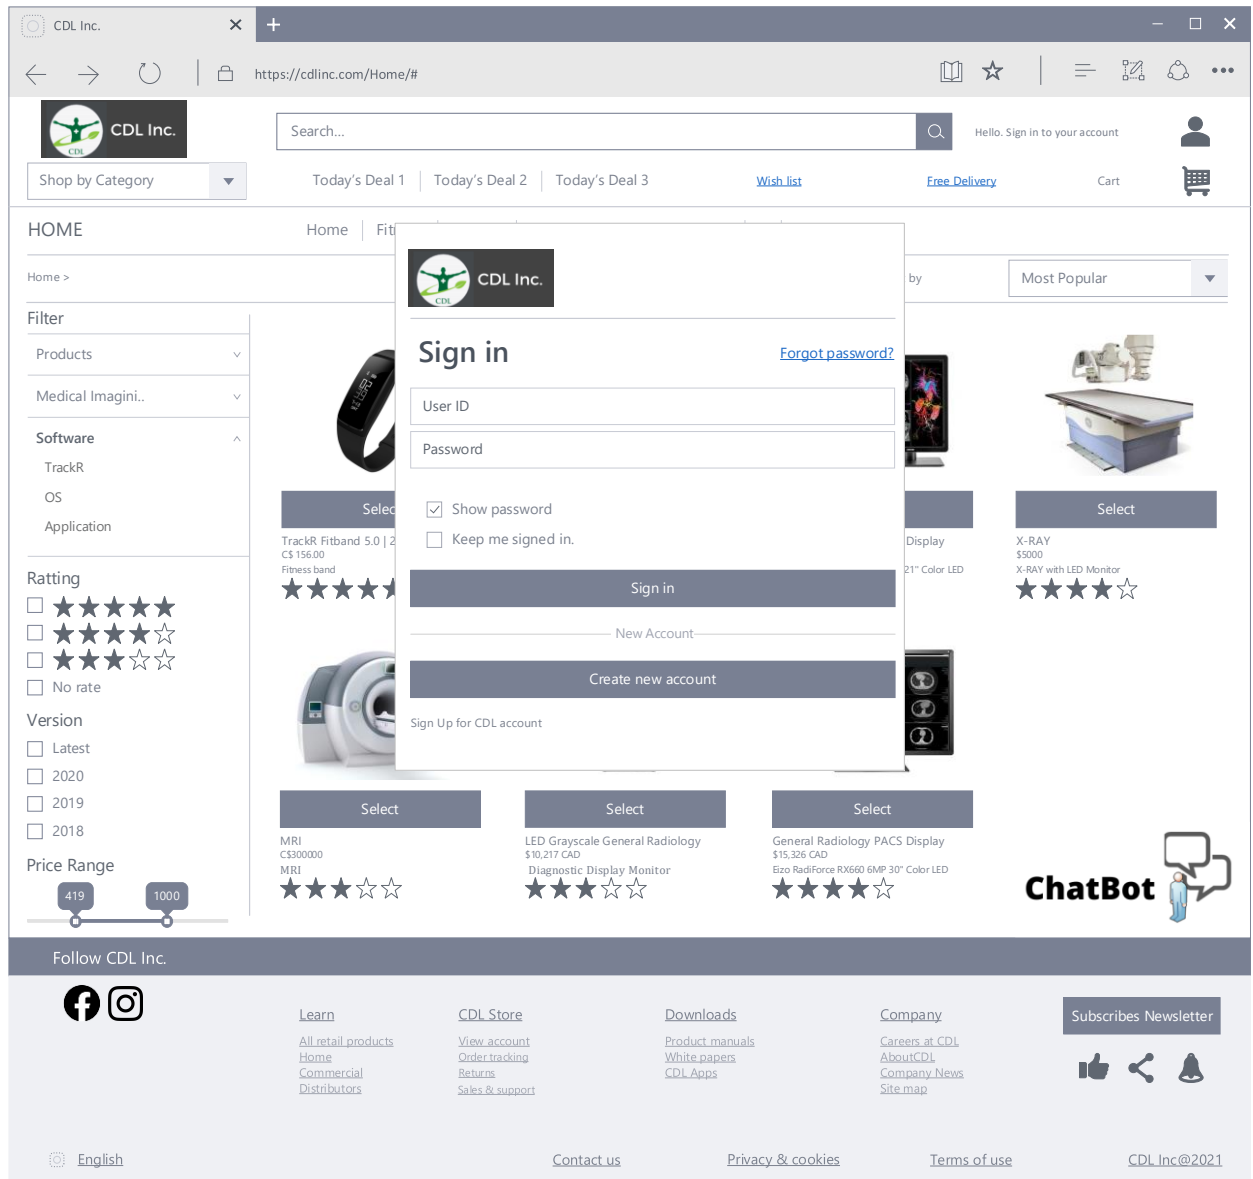 CDL Inc.
https://cdlinc.com/Home/#
CDL Inc.
CDL
Search...
Hello. Sign in to your account
Shop by Category
Today's Deal 1
Today's Deal 2
Today's Deal 3
Wish list
Free Delivery
Cart
HOME
Home
Fit
Home >
by
Most Popular
CDL Inc.
CDL
Sign in
Forgot password?
User ID
Password
Show password
Keep me signed in.
Sign in
New Account
Create new account
Sign Up for CDL account
Filter
Products
Medical Imagini..
Software
TrackR
OS
Application
Ratting
No rate
Version
Latest
2020
2019
2018
Price Range
419
1000
Selec
TrackR Fitband 5.0 | 2
C$ 156.00
Fitness band
Display
21" Color LED
Select
X-RAY
$5000
X-RAY with LED Monitor
Select
MRI
C$300000
MRI
Select
LED Grayscale General Radiology
$10,217 CAD
Diagnostic Display Monitor
Select
General Radiology PACS Display
$15,326 CAD
Eizo RadiForce RX660 6MP 30" Color LED
ChatBot
Follow CDL Inc.
Learn
All retail products
Home
Commercial
Distributors
CDL Store
View account
Order tracking
Returns
Sales & support
Downloads
Product manuals
White papers
CDL Apps
Company
Careers at CDL
AboutCDL
Company News
Site map
Subscribes Newsletter
English
Contact us
Privacy & cookies
Terms of use
CDL Inc@2021